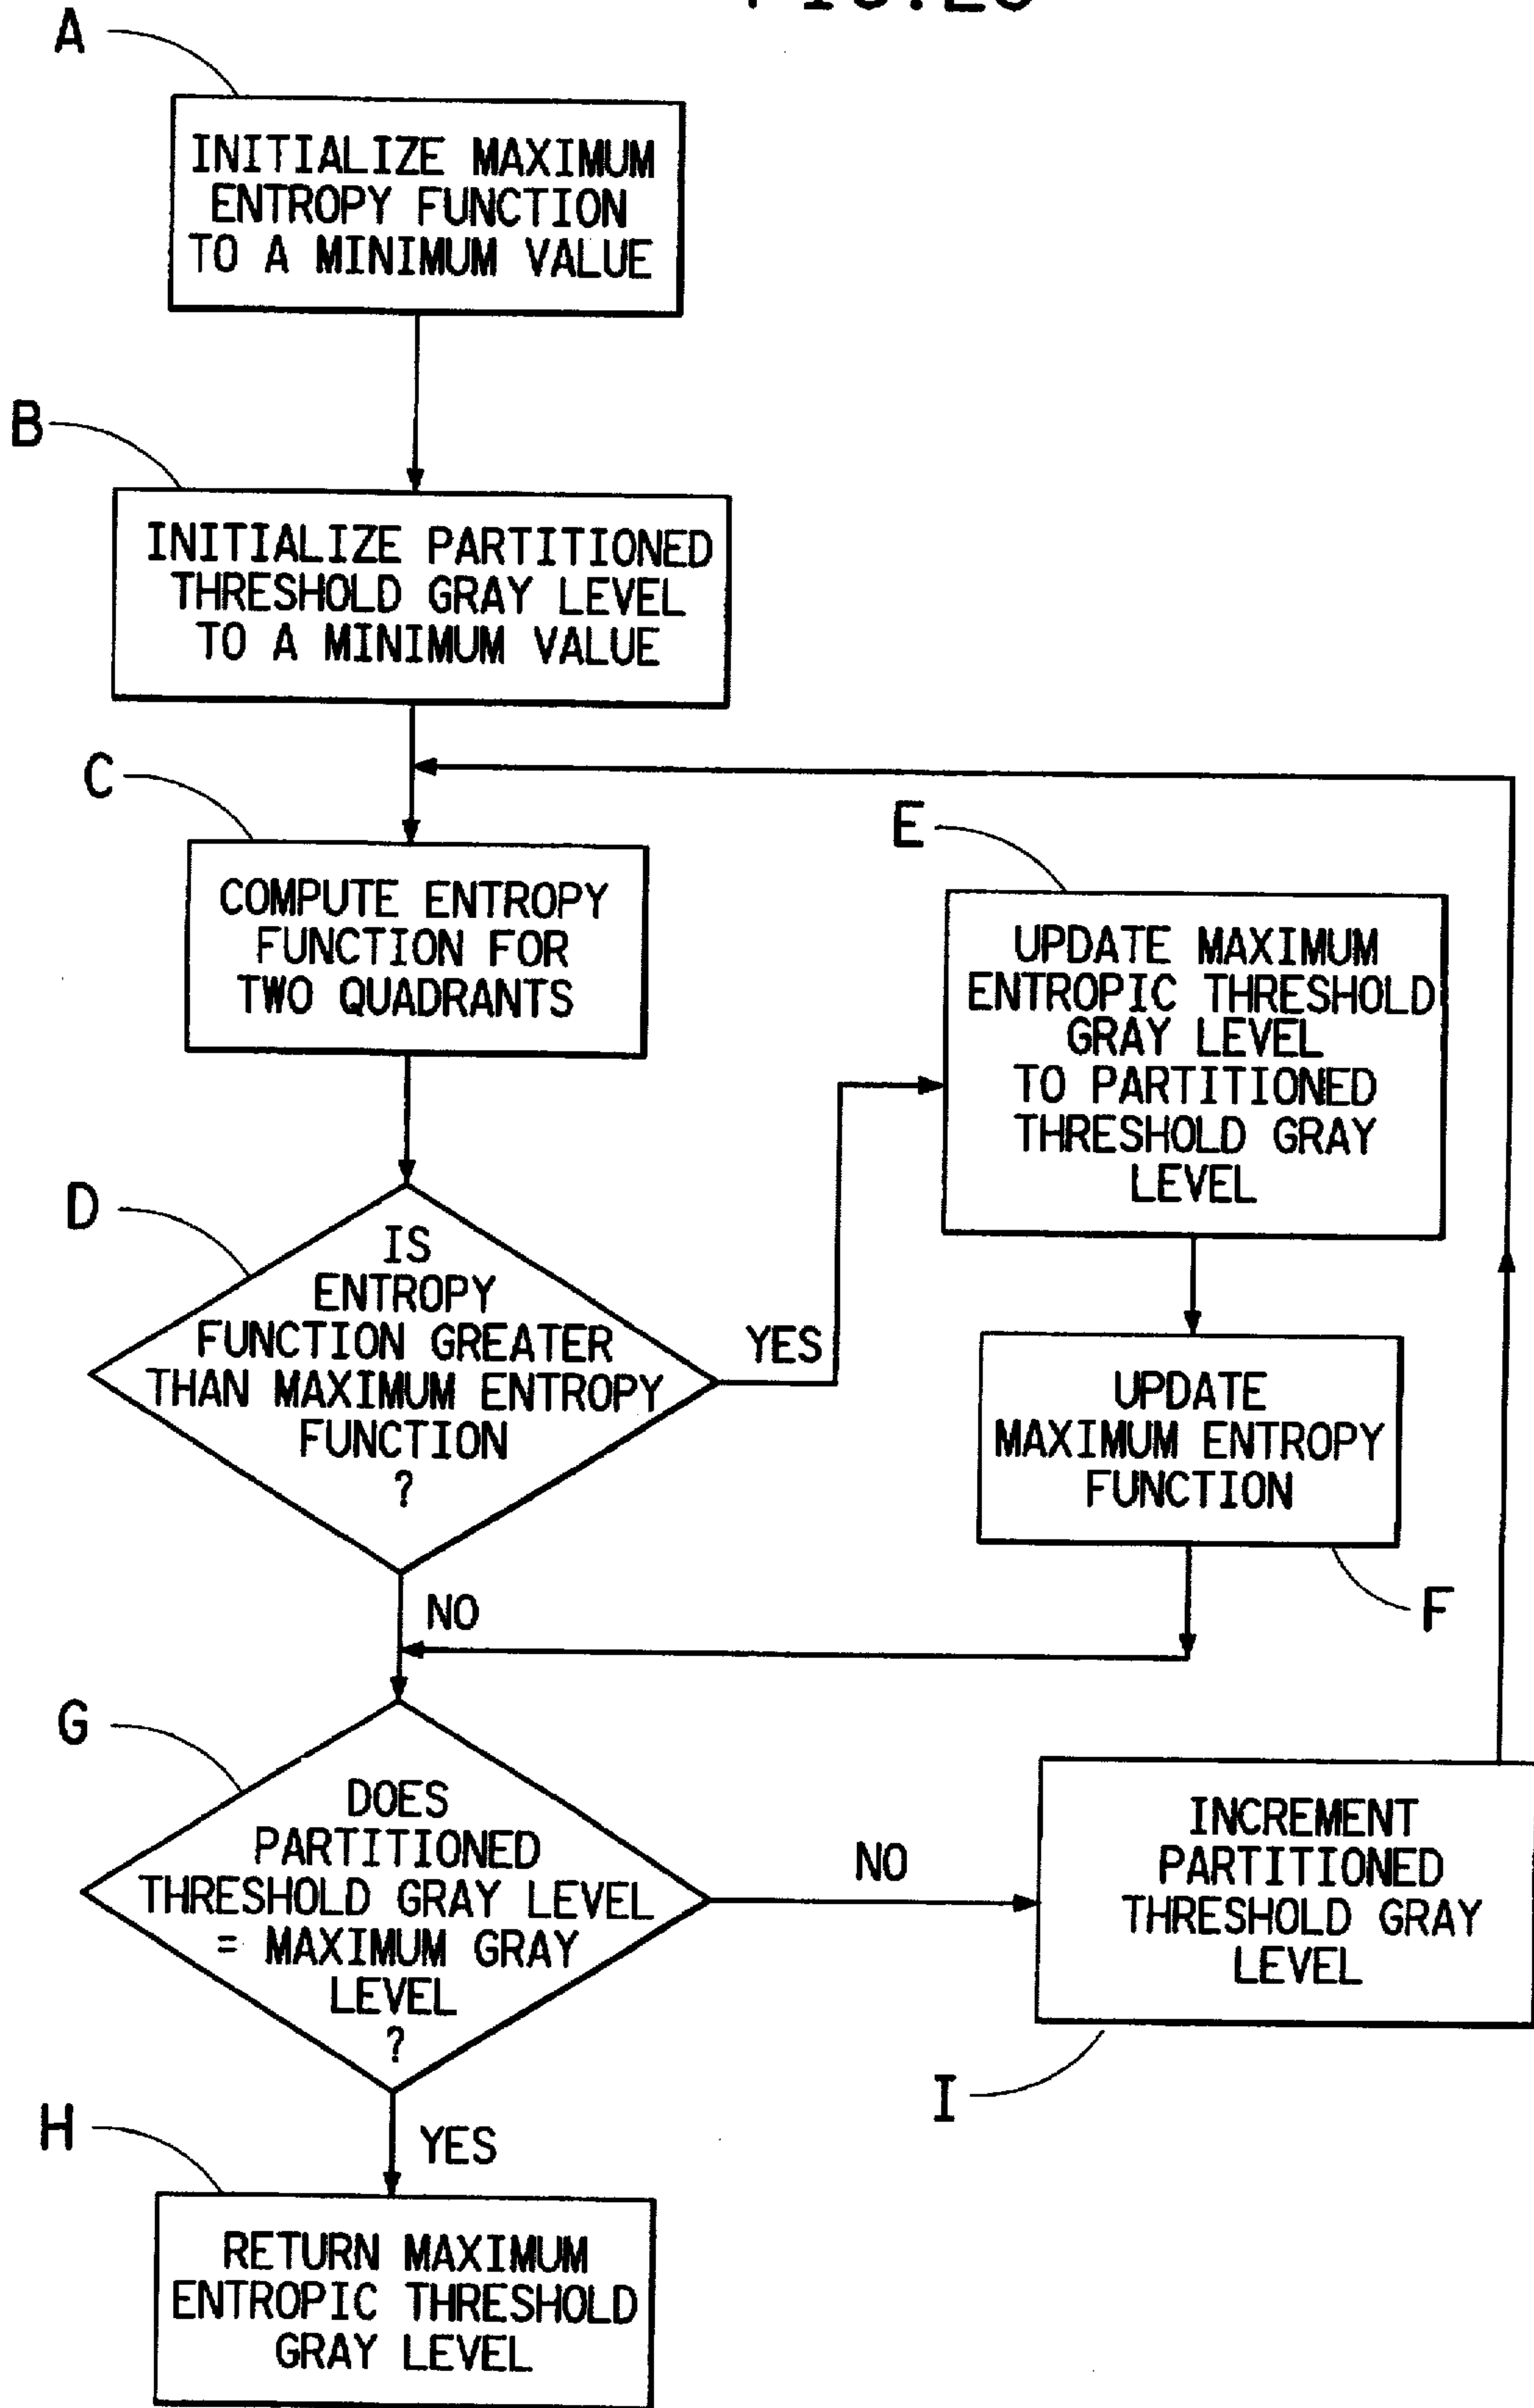 A
INITIALIZE MAXIMUM
ENTROPY FUNCTION
TO A MINIMUM VALUE
B
INITIALIZE PARTITIONED
THRESHOLD GRAY LEVEL
TO A MINIMUM VALUE
C
COMPUTE ENTROPY
FUNCTION FOR
TWO QUADRANTS
D
IS
ENTROPY
FUNCTION GREATER
THAN MAXIMUM ENTROPY
FUNCTION
?
YES
NO
E
UPDATE MAXIMUM
ENTROPIC THRESHOLD
GRAY LEVEL
TO PARTITIONED
THRESHOLD GRAY
LEVEL
UPDATE
MAXIMUM ENTROPY
FUNCTION
F
G
DOES
PARTITIONED
THRESHOLD GRAY LEVEL
= MAXIMUM GRAY
LEVEL
?
NO
YES
INCREMENT
PARTITIONED
THRESHOLD GRAY
LEVEL
I
H
RETURN MAXIMUM
ENTROPIC THRESHOLD
GRAY LEVEL